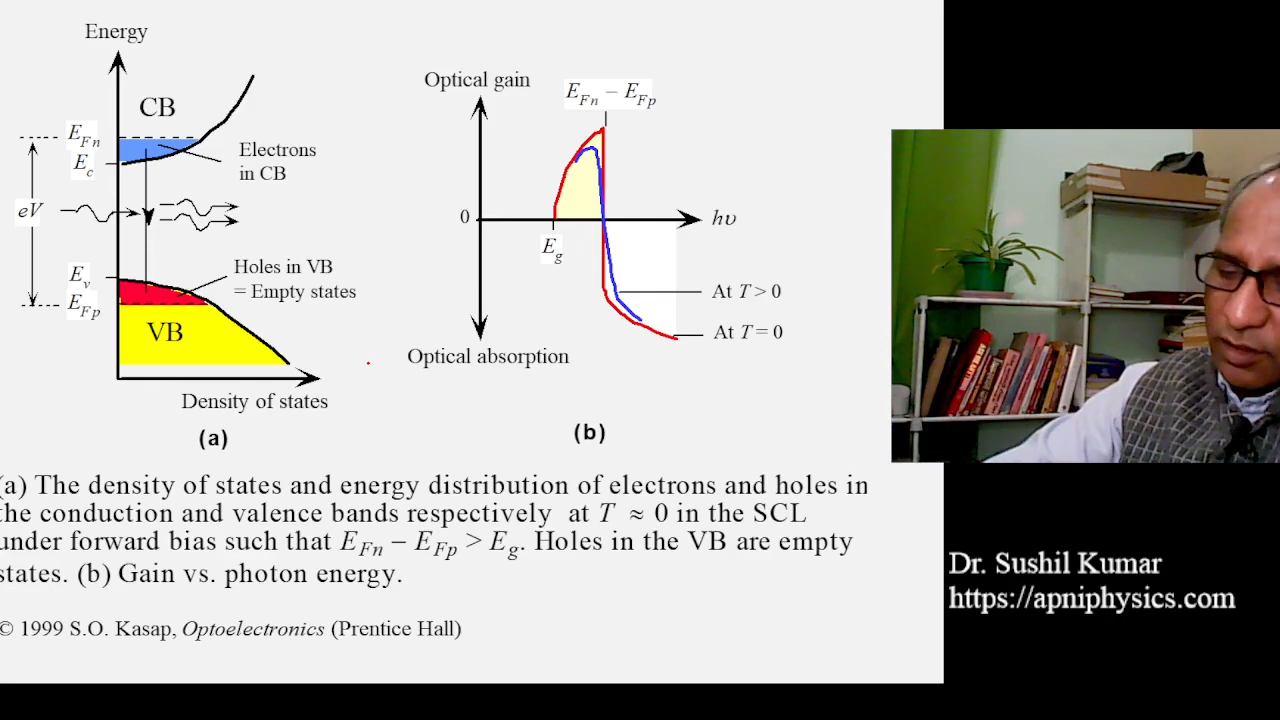 Energy
CB
E_Fn
E_c
Electrons
in CB
eV
E_v
E_Fp
Holes in VB
= Empty states
VB
Density of states
(a)
Optical gain
E_Fn – E_Fp
0
hυ
E_g
At T > 0
At T = 0
Optical absorption
(b)
(a) The density of states and energy distribution of electrons and holes in
the conduction and valence bands respectively at T ≈ 0 in the SCL
under forward bias such that E_Fn – E_Fp > E_g. Holes in the VB are empty
states. (b) Gain vs. photon energy.
© 1999 S.O. Kasap, Optoelectronics (Prentice Hall)
Dr. Sushil Kumar
https://apniphysics.com